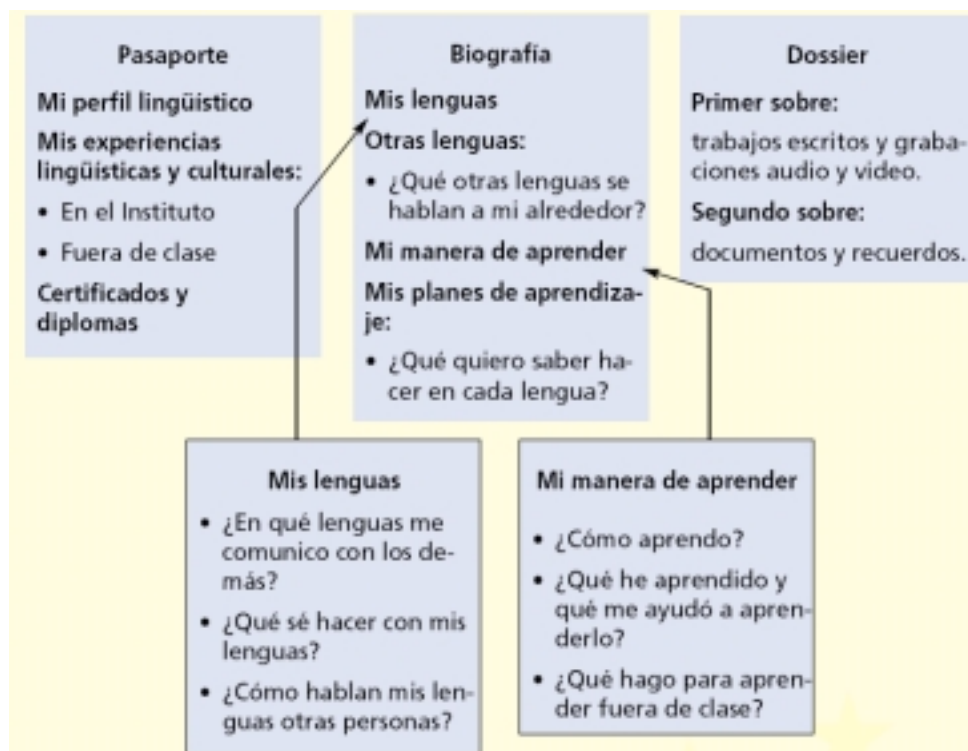 Pasaporte
Mi perfil lingüístico
Mis experiencias
lingüísticas y culturales:
• En el Instituto
• Fuera de clase
Certificados y
diplomas
Biografía
Mis lenguas
Otras lenguas:
• ¿Qué otras lenguas se
hablan a mi alrededor?
Mi manera de aprender
Mis planes de aprendiza-
je:
• ¿Qué quiero saber ha-
cer en cada lengua?
Dossier
Primer sobre:
trabajos escritos y graba-
ciones audio y video.
Segundo sobre:
documentos y recuerdos.
Mis lenguas
• ¿En qué lenguas me
comunico con los de-
más?
• ¿Qué sé hacer con mis
lenguas?
• ¿Cómo hablan mis len-
guas otras personas?
Mi manera de aprender
• ¿Cómo aprendo?
• ¿Qué he aprendido y
qué me ayudó a apren-
derlo?
• ¿Qué hago para apren-
der fuera de clase?